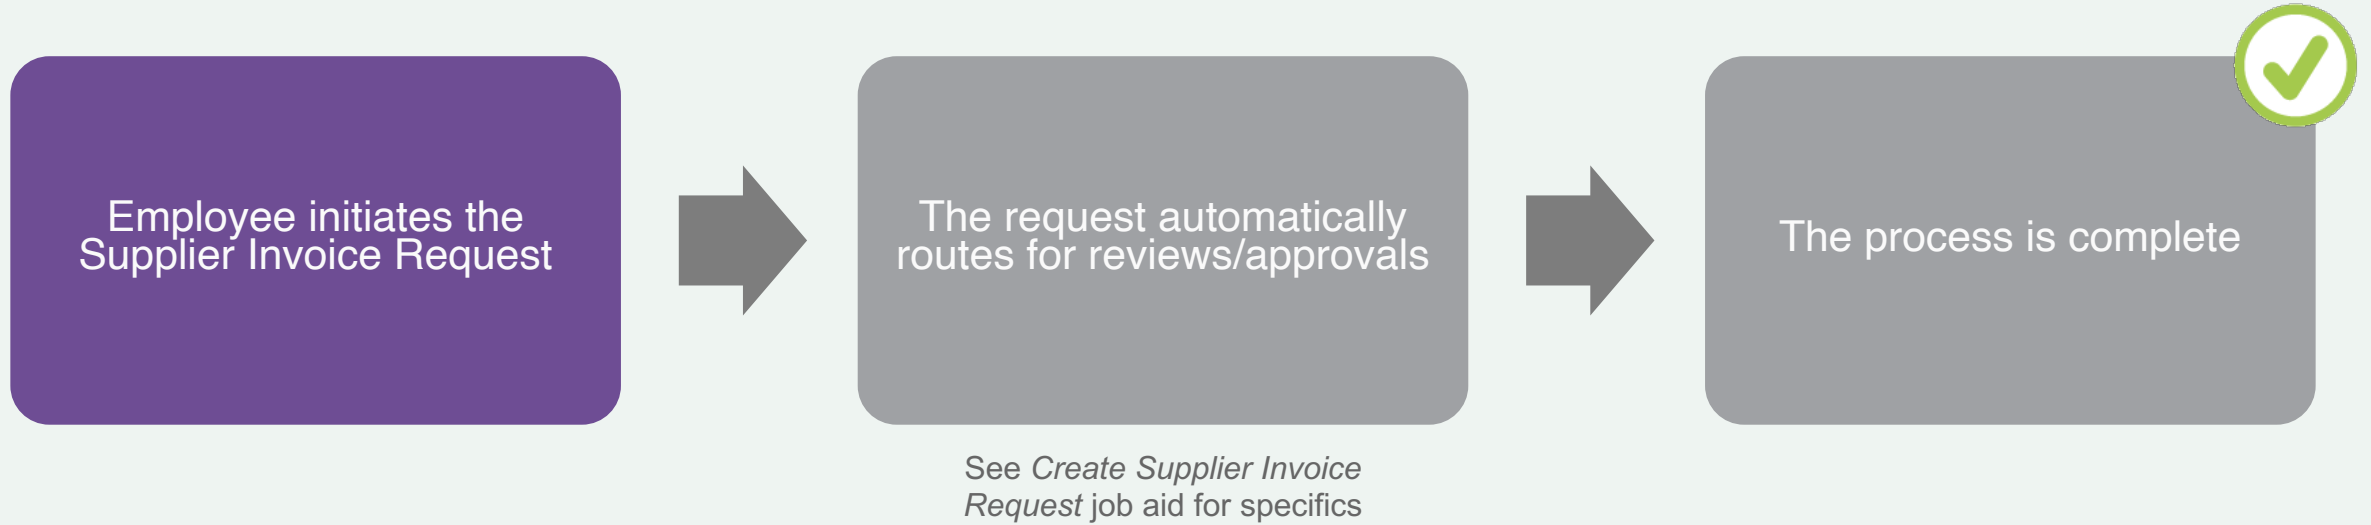 Employee initiates the
Supplier Invoice Request
The request automatically
routes for reviews/approvals
The process is complete
See Create Supplier Invoice
Request job aid for specifics